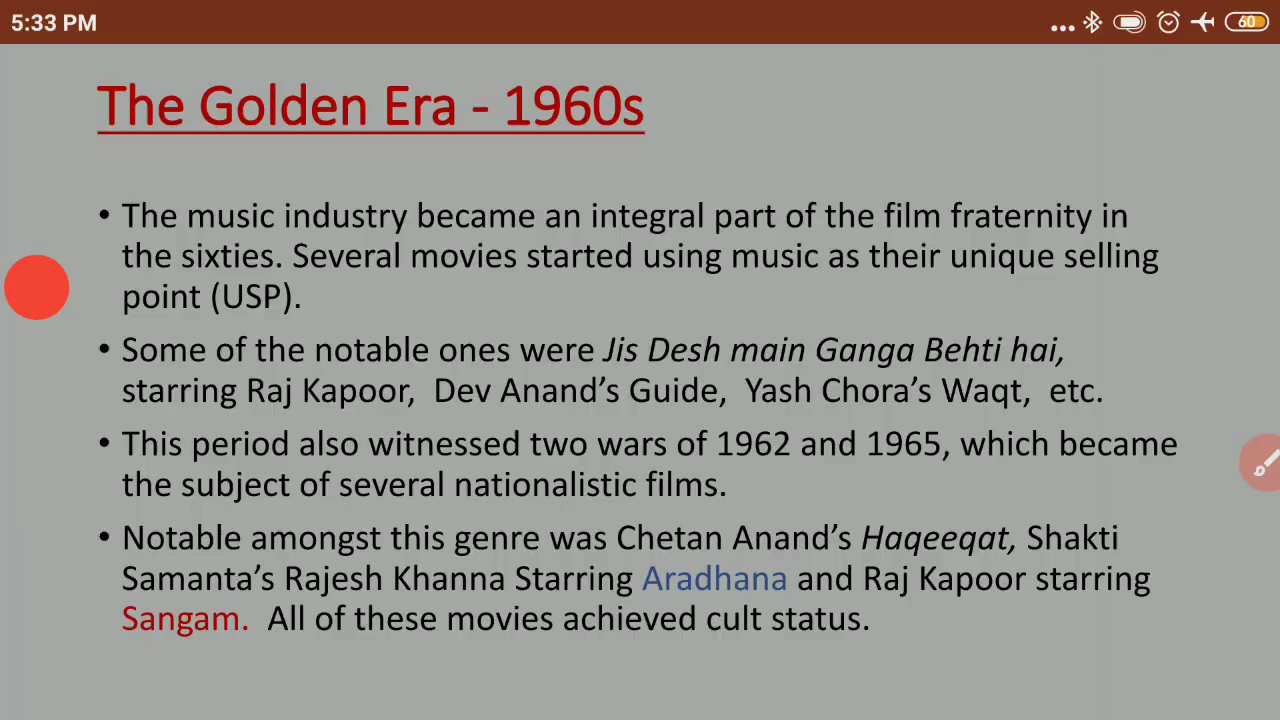 5:33 PM
60
The Golden Era - 1960s
• The music industry became an integral part of the film fraternity in
the sixties. Several movies started using music as their unique selling
point (USP).
• Some of the notable ones were Jis Desh main Ganga Behti hai,
starring Raj Kapoor, Dev Anand’s Guide, Yash Chora’s Waqt, etc.
• This period also witnessed two wars of 1962 and 1965, which became
the subject of several nationalistic films.
• Notable amongst this genre was Chetan Anand’s Haqeeqat, Shakti
Samanta’s Rajesh Khanna Starring Aradhana and Raj Kapoor starring
Sangam. All of these movies achieved cult status.